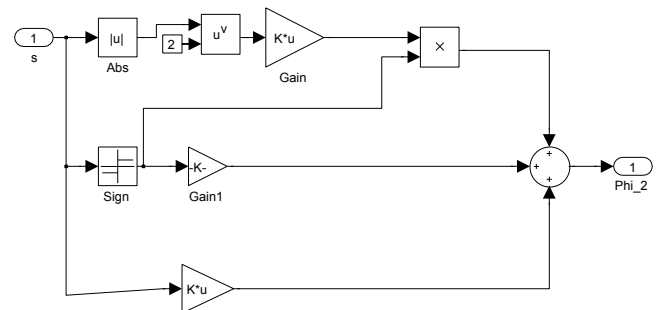 1
s
|u|
Abs
2
u^v
K*u
Gain
×
Sign
-K-
Gain1
K*u
+
+
+
1
Phi_2